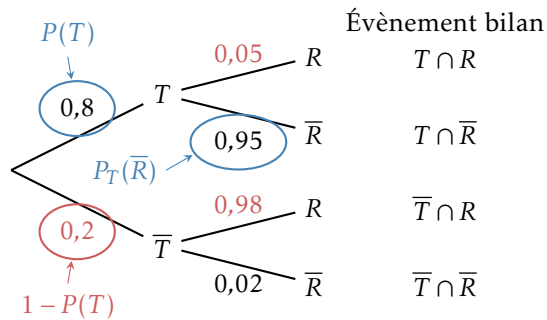 Évènement bilan
P(T)
0,05 R T ∩ R
0,8 T
0,95 R̅ T ∩ R̅
P_T(R̅)
0,98 R T̅ ∩ R
0,2 T̅
0,02 R̅ T̅ ∩ R̅
1 − P(T)